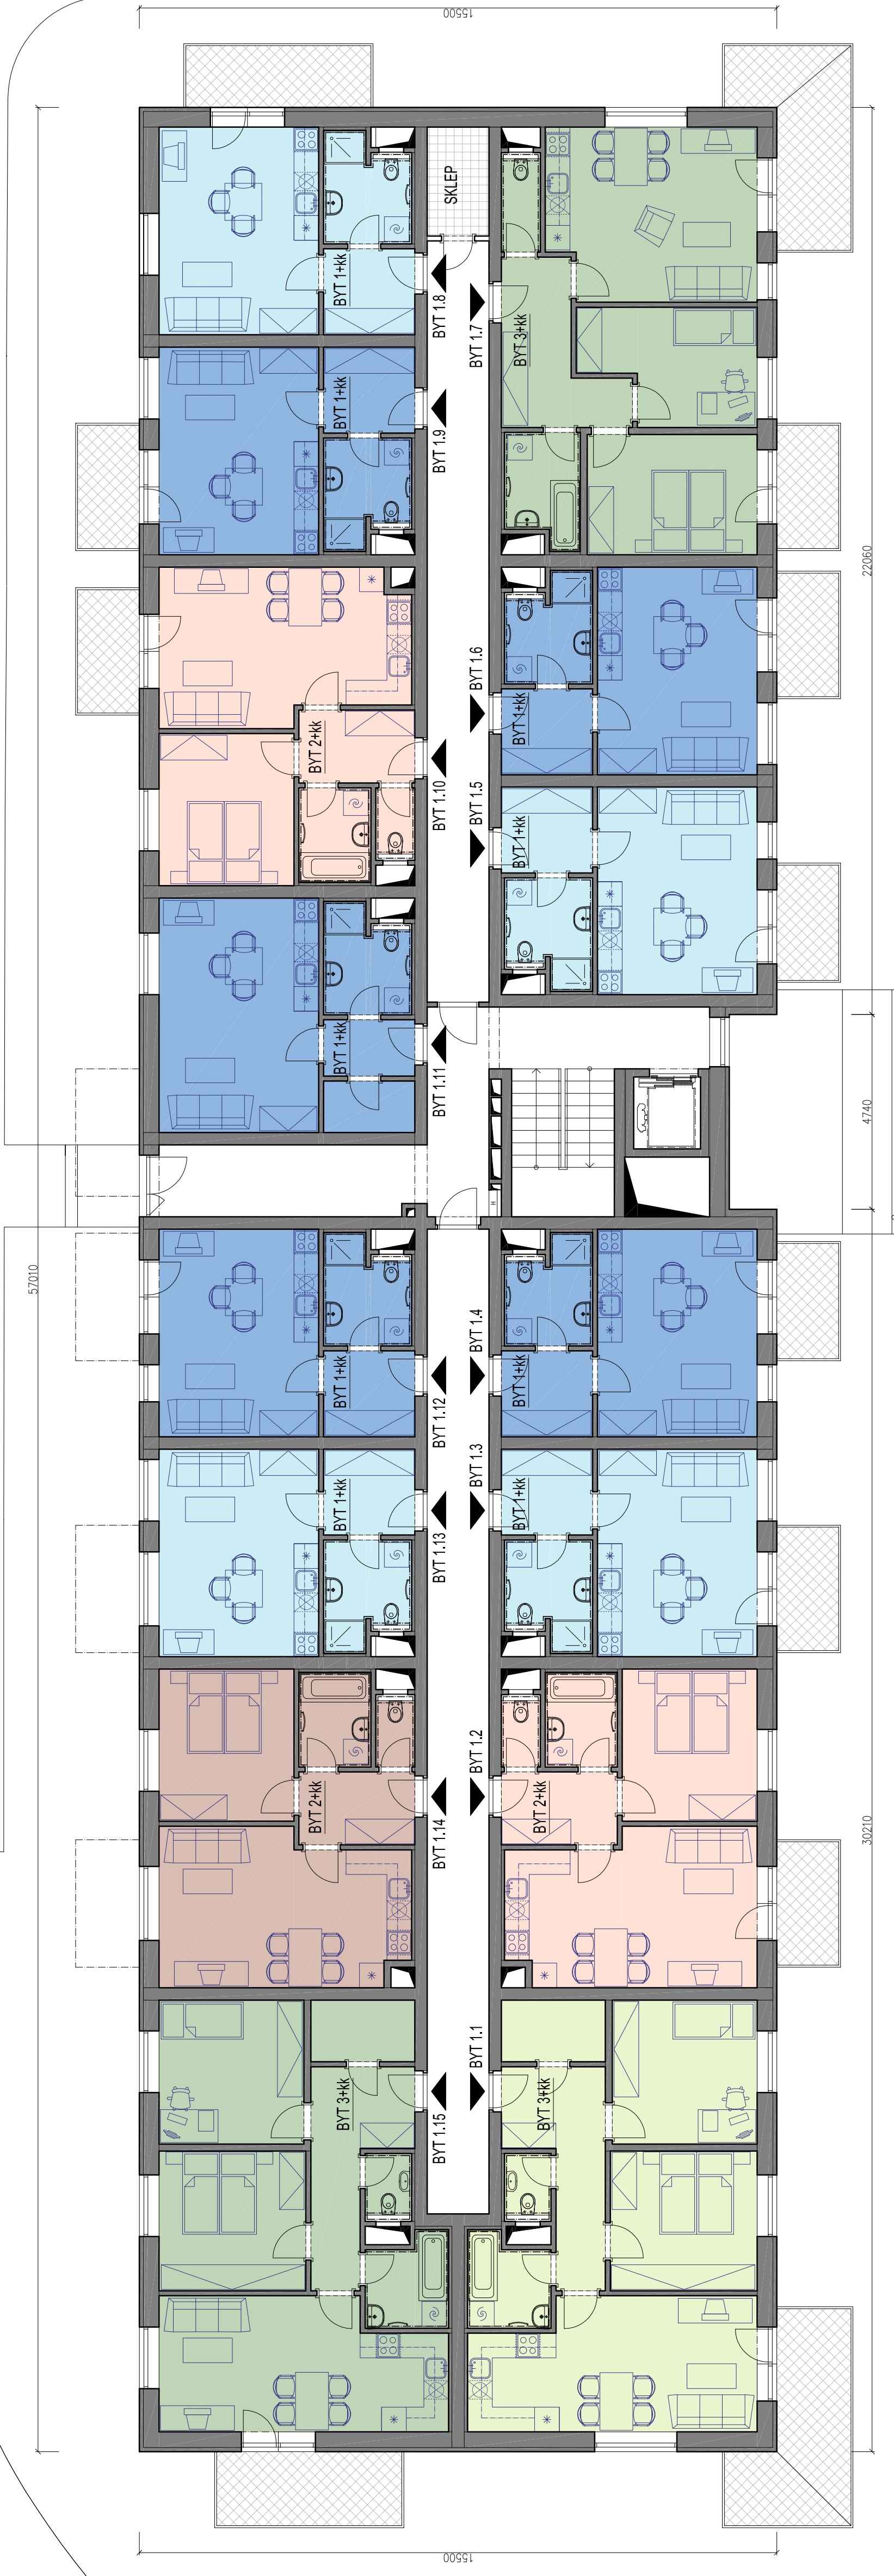 15500
SKLEP
BYT 1+kk
BYT 1.8
BYT 1.7
BYT 3+kk
BYT 1+kk
BYT 1.9
22060
BYT 1.6
BYT 1+kk
BYT 2+kk
BYT 1.10
BYT 1.5
BYT 1+kk
BYT 1+kk
BYT 1.11
4740
H
57010
BYT 1.4
BYT 1+kk
BYT 1+kk
BYT 1.12
BYT 1.3
BYT 1+kk
BYT 1+kk
BYT 1.13
BYT 1.2
BYT 2+kk
BYT 2+kk
BYT 1.14
30210
BYT 1.1
BYT 3+kk
BYT 3+kk
BYT 1.15
15500